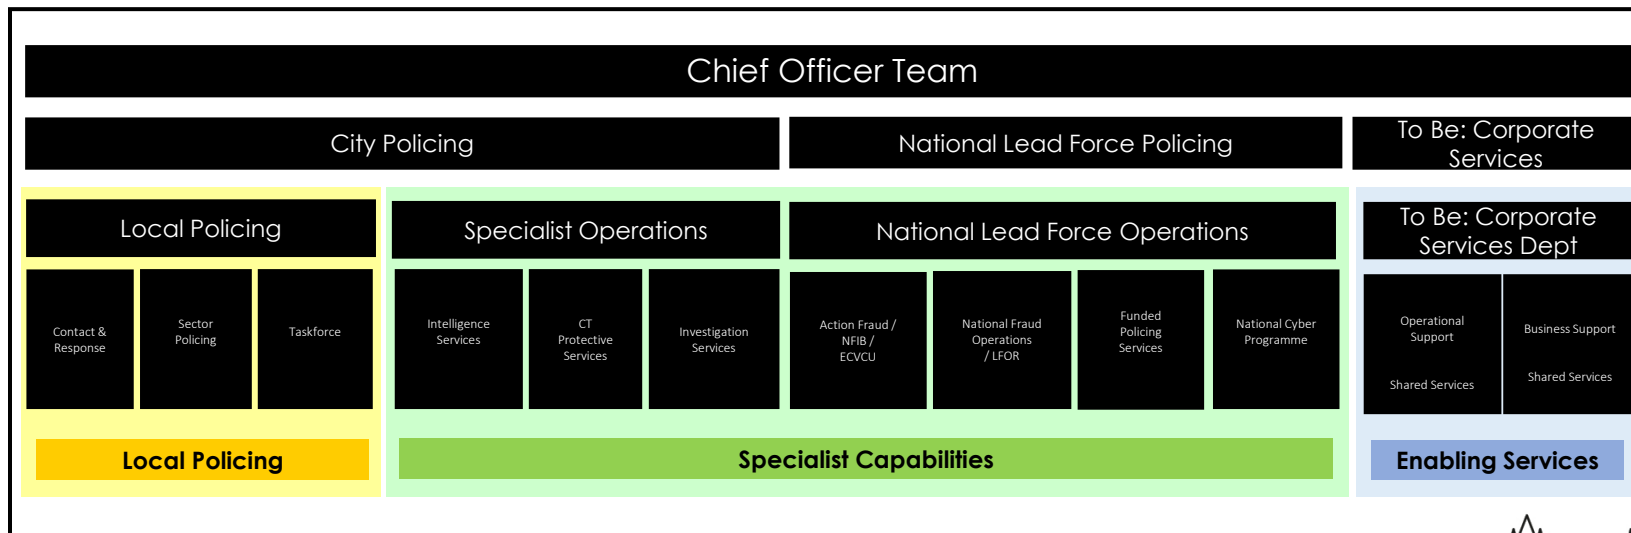 Chief Officer Team
City Policing
National Lead Force Policing
To Be: Corporate
Services
Local Policing
Specialist Operations
National Lead Force Operations
To Be: Corporate
Services Dept
Contact &
Response
Sector
Policing
Taskforce
Intelligence
Services
CT
Protective
Services
Investigation
Services
Action Fraud /
NFIB /
ECVCU
National Fraud
Operations
/ LFOR
Funded
Policing
Services
National Cyber
Programme
Operational
Support
Shared Services
Business Support
Shared Services
Local Policing
Specialist Capabilities
Enabling Services